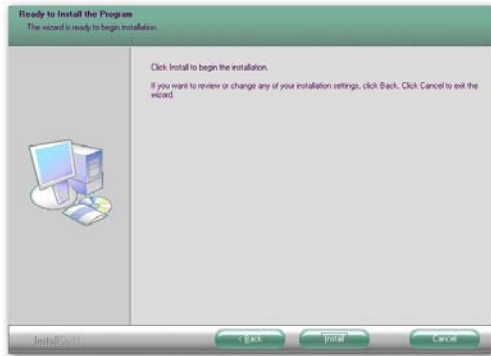 Ready to Install the Program
The wizard is ready to begin installation.
Click Install to begin the installation.
If you want to review or change any of your installation settings, click Back. Click Cancel to exit the
wizard.
InstallShield
< Back
Install
Cancel